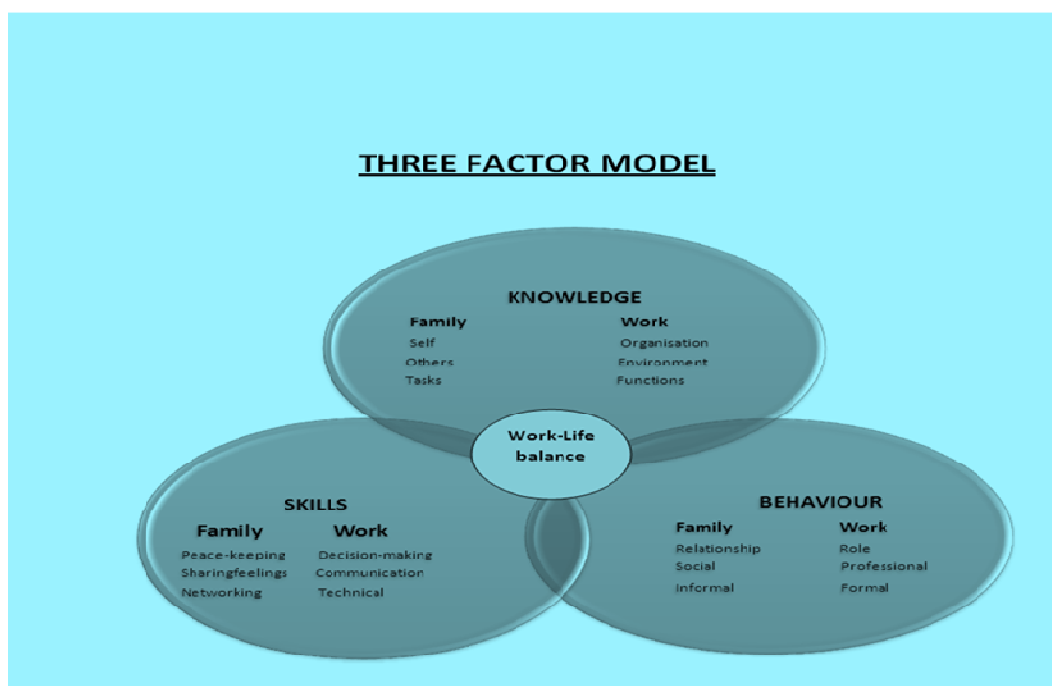 THREE FACTOR MODEL
KNOWLEDGE
Family Work
Self Organisation
Others Environment
Tasks Functions
Work-Life
balance
SKILLS
Family Work
Peace-keeping Decision-making
Sharingfeelings Communication
Networking Technical
BEHAVIOUR
Family Work
Relationship Role
Social Professional
Informal Formal